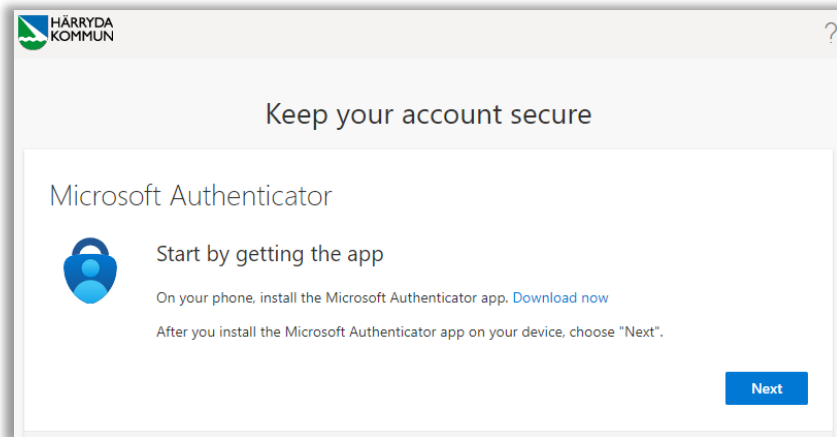 HÄRRYDA
KOMMUN
?
Keep your account secure
Microsoft Authenticator
Start by getting the app
On your phone, install the Microsoft Authenticator app. Download now
After you install the Microsoft Authenticator app on your device, choose "Next".
Next